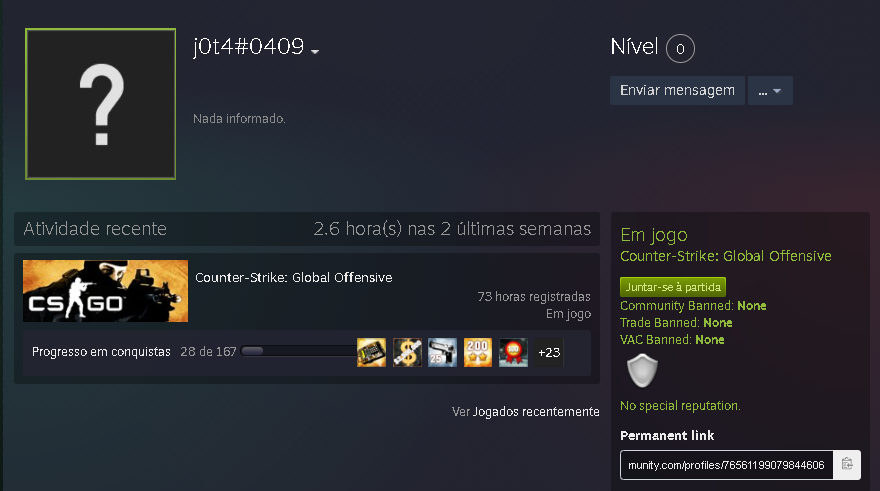 j0t4#0409
Nada informado.
Nível 0
Enviar mensagem ...
Atividade recente 2.6 hora(s) nas 2 últimas semanas
CS GO
Counter-Strike: Global Offensive
73 horas registradas
Em jogo
Progresso em conquistas 28 de 167 25 200 100 +23
Ver Jogados recentemente
Em jogo
Counter-Strike: Global Offensive
Juntar-se à partida
Community Banned: None
Trade Banned: None
VAC Banned: None
No special reputation.
Permanent link
munity.com/profiles/76561199079844606